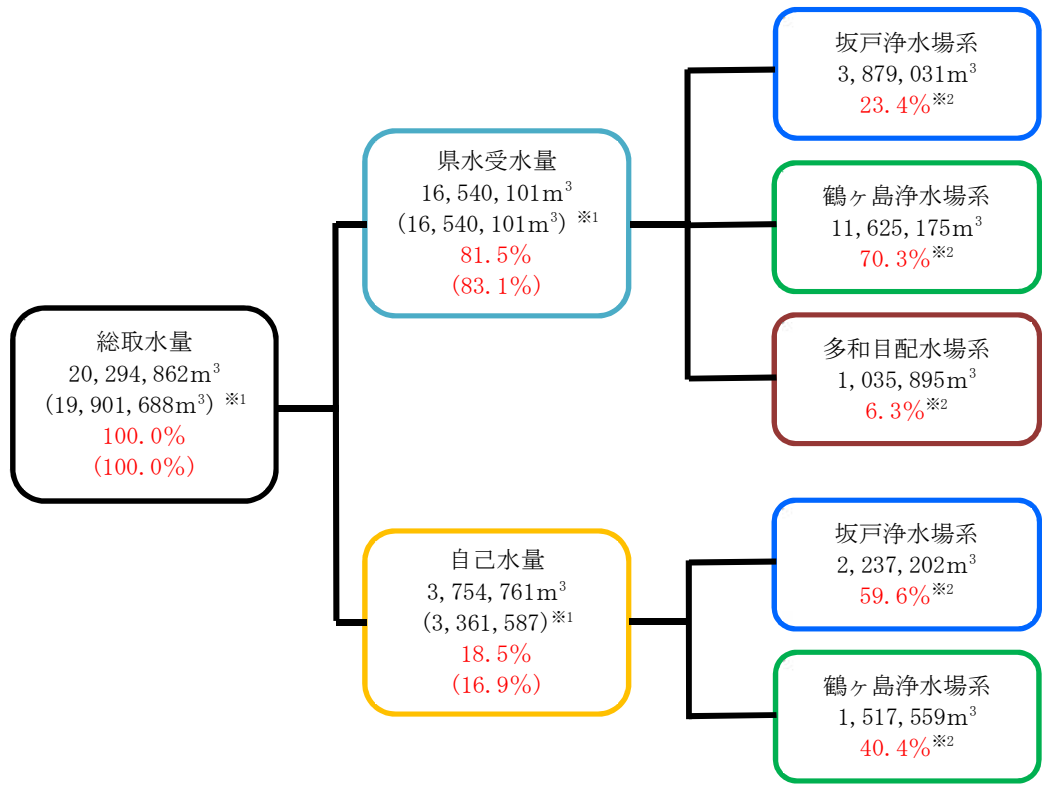 総取水量
20,294,862m³
(19,901,688m³) ※1
100.0%
(100.0%)
県水受水量
16,540,101m³
(16,540,101m³) ※1
81.5%
(83.1%)
坂戸浄水場系
3,879,031m³
23.4%※2
鶴ヶ島浄水場系
11,625,175m³
70.3%※2
多和目配水場系
1,035,895m³
6.3%※2
自己水量
3,754,761m³
(3,361,587)※1
18.5%
(16.9%)
坂戸浄水場系
2,237,202m³
59.6%※2
鶴ヶ島浄水場系
1,517,559m³
40.4%※2